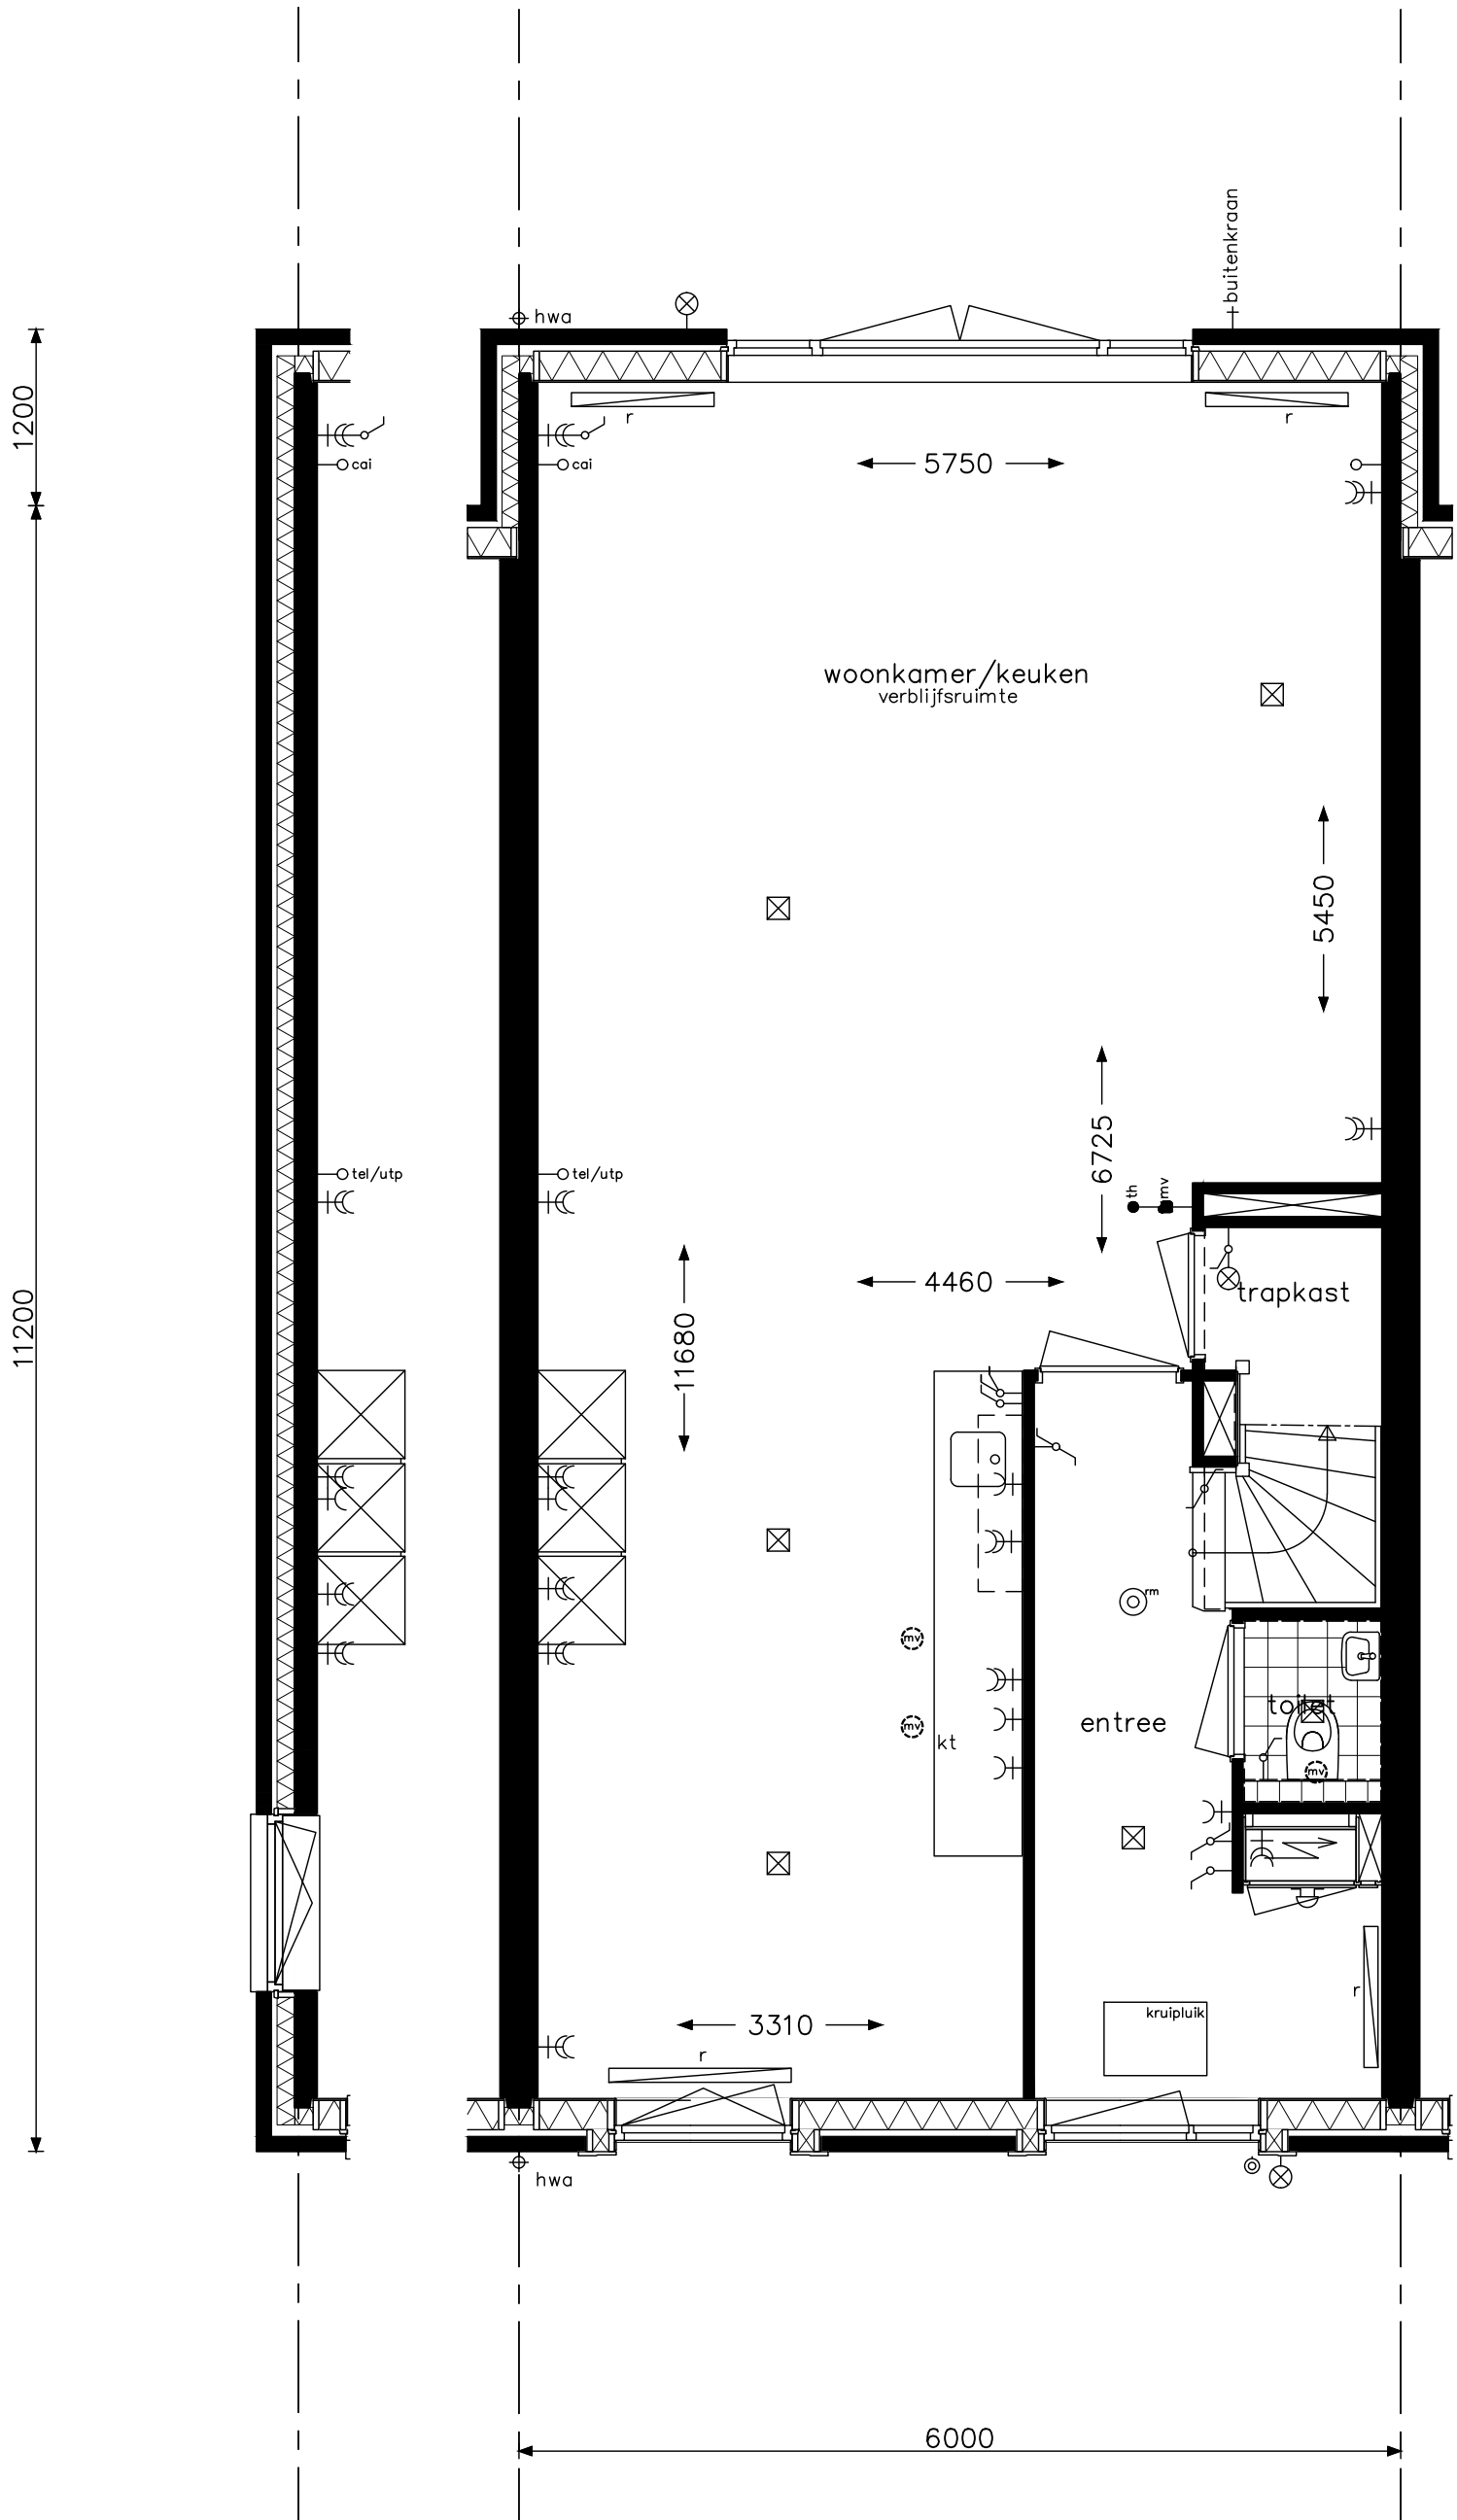 buitenkraan
hwa
r
r
1200
cai
cai
5750
woonkamer/keuken
verblijfsruimte
5450
6725
tel/utp
tel/utp
th
mv
4460
trapkast
11200
11680
rm
mv
toilet
entree
mv
kt
mv
kruipluik
r
3310
r
hwa
6000